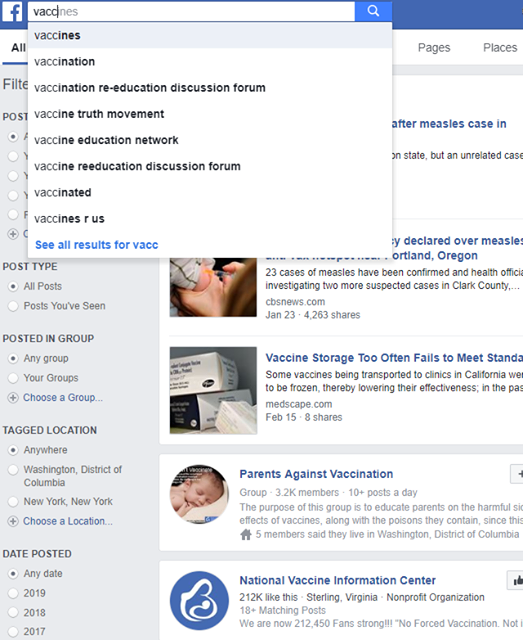 vaccines
vaccines
vaccination
vaccination re-education discussion forum
vaccine truth movement
vaccine education network
vaccine reeducation discussion forum
vaccinated
vaccines r us
See all results for vacc
All
Pages
Places
Filte
POST
after measles case in
on state, but an unrelated case
cy declared over measles
hotspot near Portland, Oregon
23 cases of measles have been confirmed and health offici
investigating two more suspected cases in Clark County,...
cbsnews.com
Jan 23 · 4,263 shares
POST TYPE
All Posts
Posts You've Seen
POSTED IN GROUP
Any group
Your Groups
Choose a Group...
Vaccine Storage Too Often Fails to Meet Standa
Some vaccines being transported to clinics in California wer
to be frozen, thereby lowering their effectiveness; in the pas
medscape.com
Feb 15 · 8 shares
TAGGED LOCATION
Anywhere
Washington, District of
Columbia
New York, New York
Choose a Location...
Parents Against Vaccination
Group · 3.2K members · 10+ posts a day
The purpose of this group is to educate parents on the harmful sid
effects of vaccines, along with the poisons they contain, since this
5 members said they live in Washington, District of Columbia
DATE POSTED
Any date
2019
2018
2017
National Vaccine Information Center
212K like this · Sterling, Virginia · Nonprofit Organization
18+ Matching Posts
We are now 212,450 Fans strong!!! "No Forced Vaccination. Not i